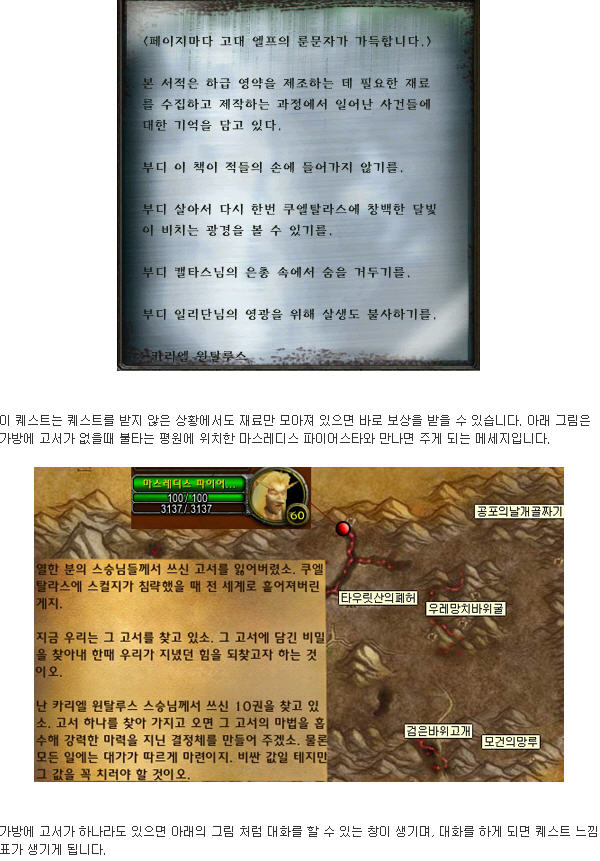 <페이지마다 고대 엘프의 룬문자가 가득합니다.>
본 서적은 하급 영약을 제조하는 데 필요한 재료
를 수집하고 제작하는 과정에서 일어난 사건들에
대한 기억을 담고 있다.
부디 이 책이 적들의 손에 들어가지 않기를.
부디 살아서 다시 한번 쿠엘탈라스에 창백한 달빛
이 비치는 광경을 볼 수 있기를.
부디 캘타스님의 은총 속에서 숨을 거두기를.
부디 일리단님의 영광을 위해 살생도 불사하기를.
-카리엘 윈탈루스
이 퀘스트는 퀘스트를 받지 않은 상황에서도 재료만 모아져 있으면 바로 보상을 받을 수 있습니다. 아래 그림은
가방에 고서가 없을때 불타는 평원에 위치한 마스레디스 파이어스타와 만나면 주게 되는 메세지입니다.
마스레디스 파이어...
100 / 100
3137 / 3137
60
공포의날개골짜기
열한 분의 스승님들께서 쓰신 고서를 잃어버렸소. 쿠엘
탈라스에 스컬지가 침략했을 때 전 세계로 흩어져버린
게지.
타우릿산의폐허
우레망치바위굴
지금 우리는 그 고서를 찾고 있소. 그 고서에 담긴 비밀
을 찾아내 한때 우리가 지녔던 힘을 되찾고자 하는 것
이오.
난 카리엘 윈탈루스 스승님께서 쓰신 10권을 찾고 있
소. 고서 하나를 찾아 가지고 오면 그 고서의 마법을 흡
수해 강력한 마력을 지닌 결정체를 만들어 주겠소. 물론
모든 일에는 대가가 따르게 마련이지. 비싼 값일 테지만
그 값을 꼭 치러야 할 것이오.
검은바위고개
모건의망루
가방에 고서가 하나라도 있으면 아래의 그림 처럼 대화를 할 수 있는 창이 생기며, 대화를 하게 되면 퀘스트 느낌
표가 생기게 됩니다.